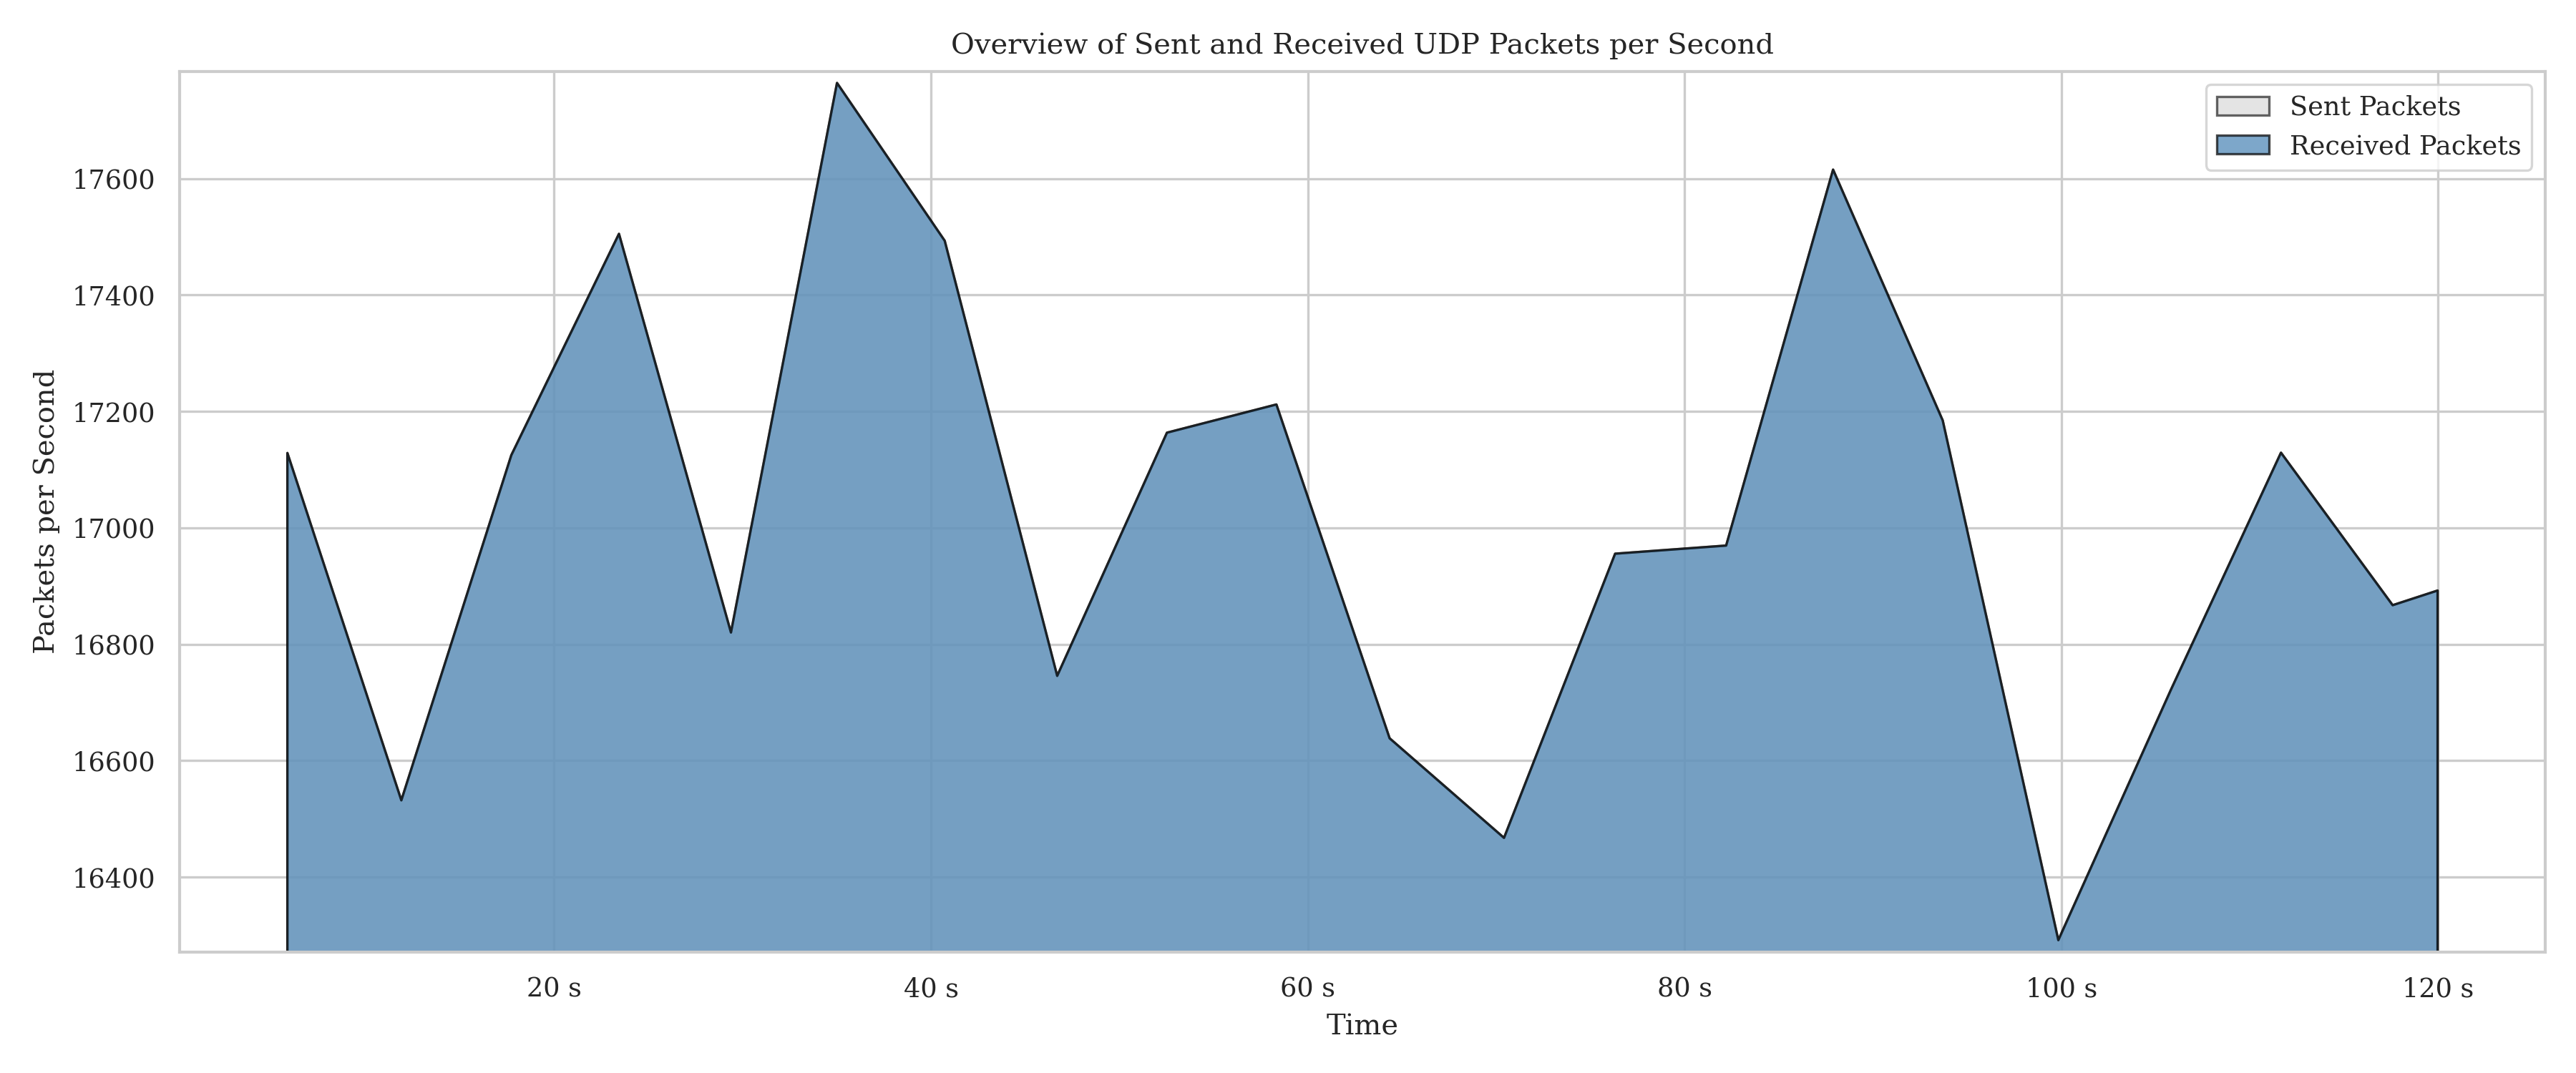 Overview of Sent and Received UDP Packets per Second
Sent Packets
Received Packets
Packets per Second
17600
17400
17200
17000
16800
16600
16400
20 s
40 s
60 s
80 s
100 s
120 s
Time